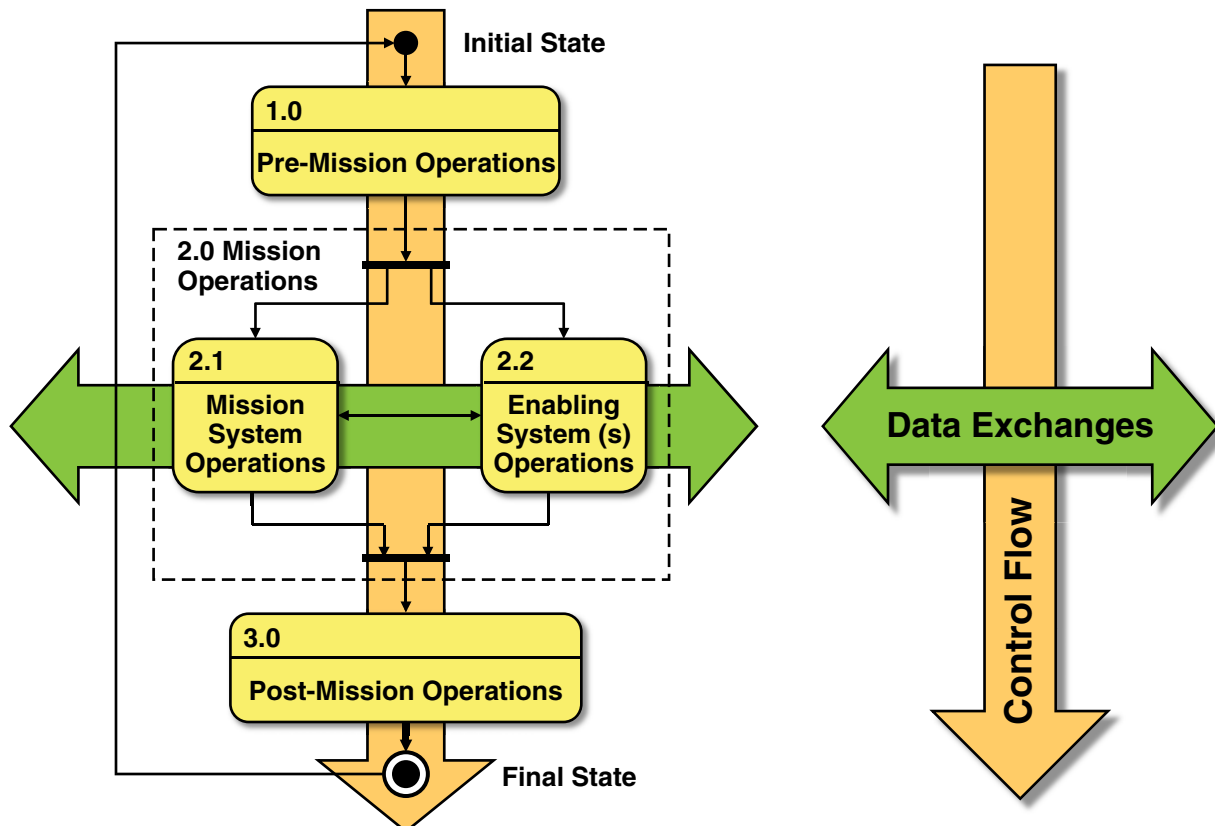 Initial State
1.0
Pre-Mission Operations
2.0 Mission
Operations
2.1
Mission
System
Operations
2.2
Enabling
System (s)
Operations
3.0
Post-Mission Operations
Final State
Data Exchanges
Control Flow